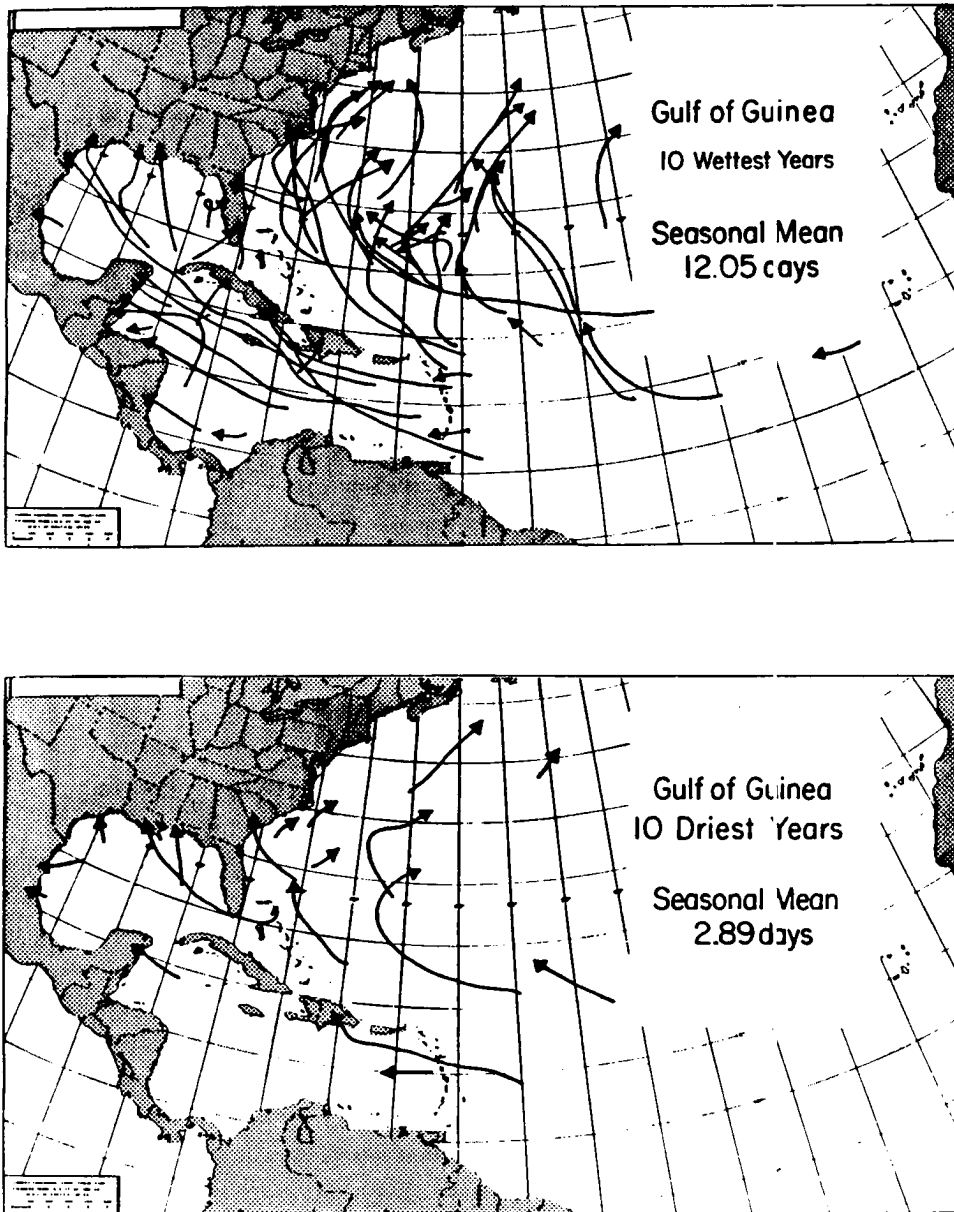 Gulf of Guinea
10 Wettest Years
Seasonal Mean
12.05 cays
Gulf of Guinea
10 Driest Years
Seasonal Mean
2.89 days